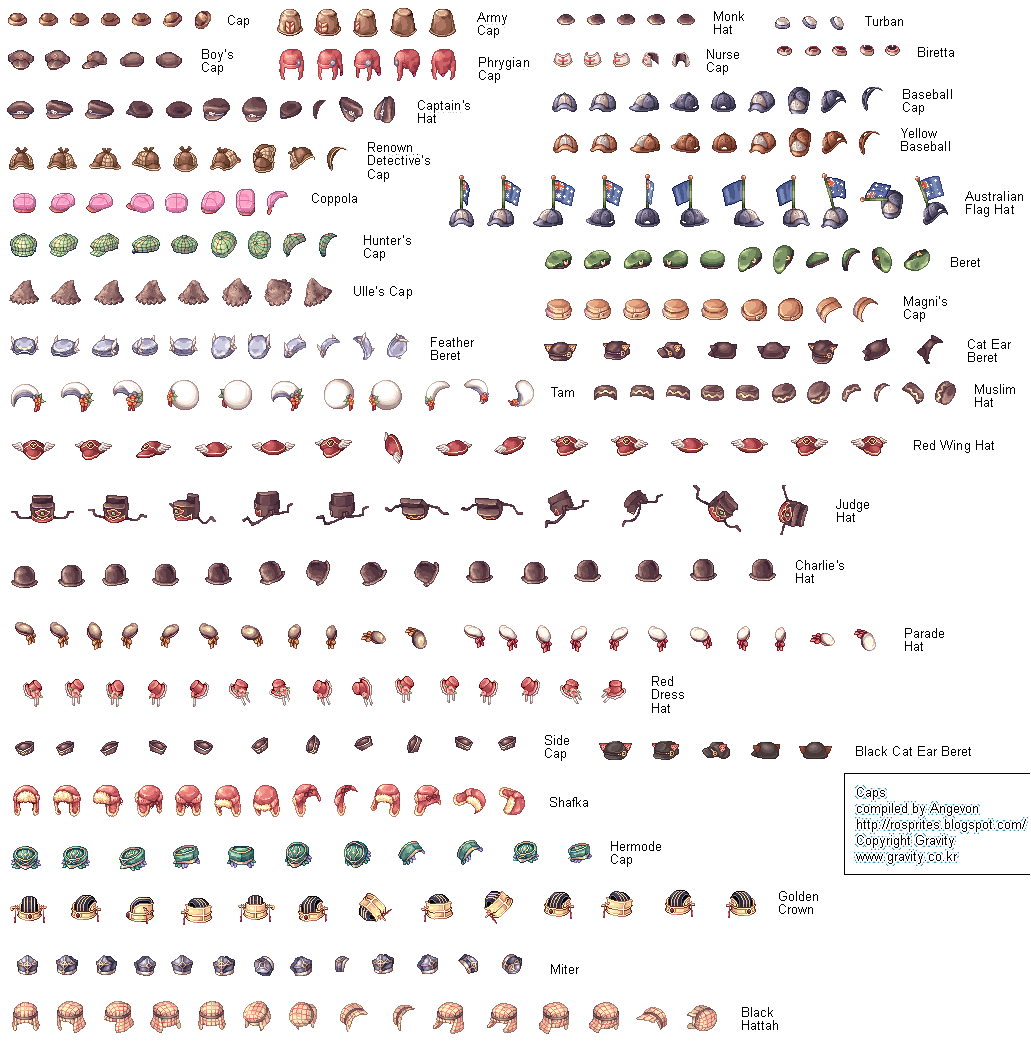 Cap
Army
Cap
Monk
Hat
Turban
Boy's
Cap
Phrygian
Cap
Nurse
Cap
Biretta
Captain's
Hat
Baseball
Cap
Renown
Detective's
Cap
Yellow
Baseball
Coppola
Australian
Flag Hat
Hunter's
Cap
Beret
Ulle's Cap
Magni's
Cap
Feather
Beret
Cat Ear
Beret
Tam
Muslim
Hat
Red Wing Hat
Judge
Hat
Charlie's
Hat
Parade
Hat
Red
Dress
Hat
Side
Cap
Black Cat Ear Beret
Shafka
Caps
compiled by Angevon
http://rosprites.blogspot.com/
Copyright Gravity
www.gravity.co.kr
Hermode
Cap
Golden
Crown
Miter
Black
Hattah